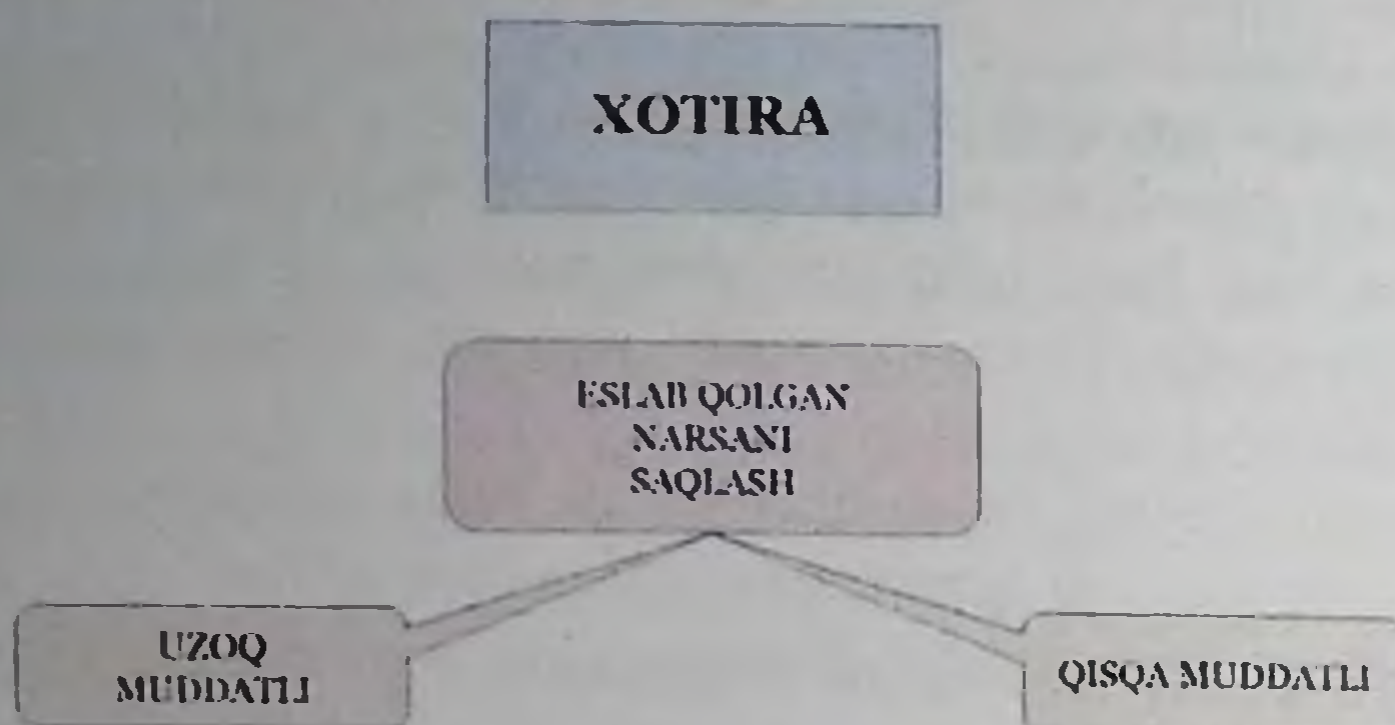 XOTIRA
ESLAB QOLGAN
NARSANI
SAQLASH
UZOQ
MUDDATLI
QISQA MUDDATLI